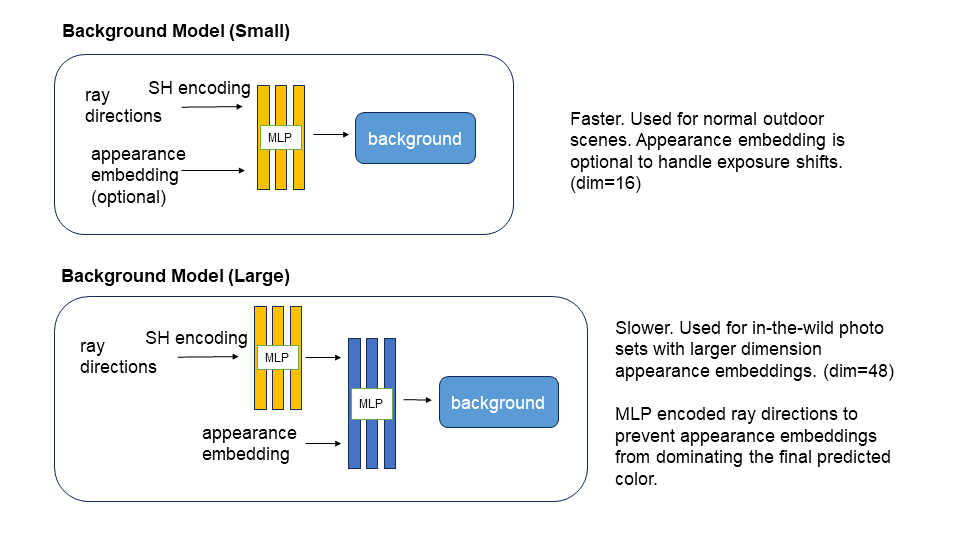 Background Model (Small)
SH encoding
ray
directions
MLP
background
appearance
embedding
(optional)
Faster. Used for normal outdoor
scenes. Appearance embedding is
optional to handle exposure shifts.
(dim=16)
Background Model (Large)
SH encoding
ray
directions
MLP
MLP
background
appearance
embedding
Slower. Used for in-the-wild photo
sets with larger dimension
appearance embeddings. (dim=48)
MLP encoded ray directions to
prevent appearance embeddings
from dominating the final predicted
color.